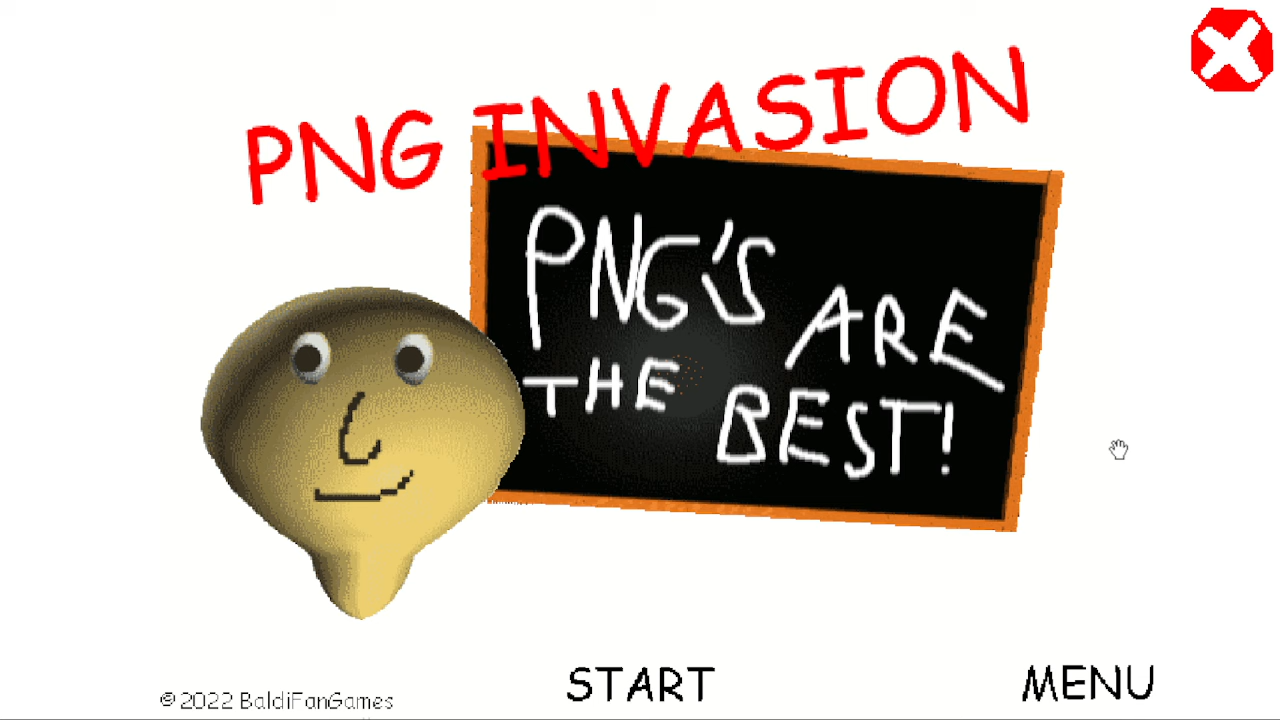 PNG INVASION
PNG'S ARE
THE BEST!
START
MENU
© 2022 BaldiFanGames